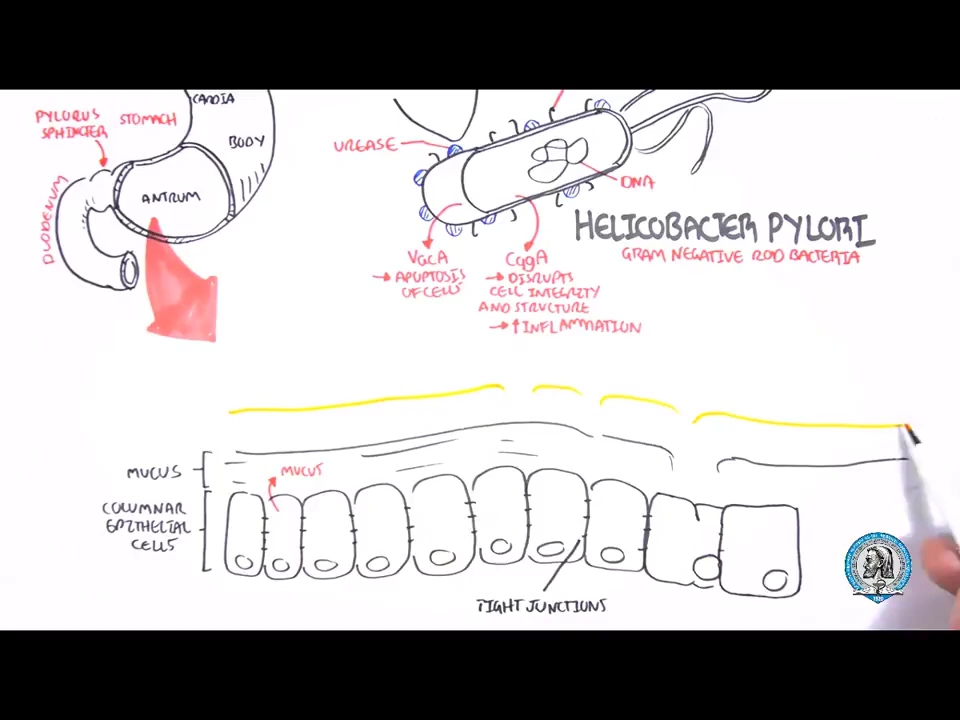 CARDIA
PYLORUS
SPHINCTER
STOMACH
BODY
ANTRUM
DUODENUM
UREASE
DNA
HELICOBACTER PYLORI
GRAM NEGATIVE ROD BACTERIA
VacA
→ APOPTOSIS
OF CELLS
CagA
→ DISRUPTS
CELL INTEGRITY
AND STRUCTURE
→ ↑ INFLAMMATION
MUCUS
MUCUS
COLUMNAR
EPITHELIAL
CELLS
TIGHT JUNCTIONS